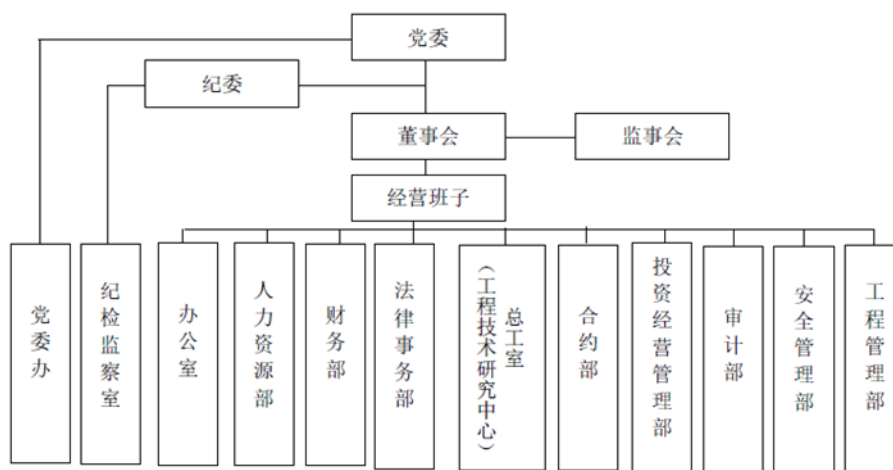 党委
纪委
董事会
监事会
经营班子
党委办
纪检监察室
办公室
人力资源部
财务部
法律事务部
总工室
（工程技术研究中心）
合约部
投资经营管理部
审计部
安全管理部
工程管理部